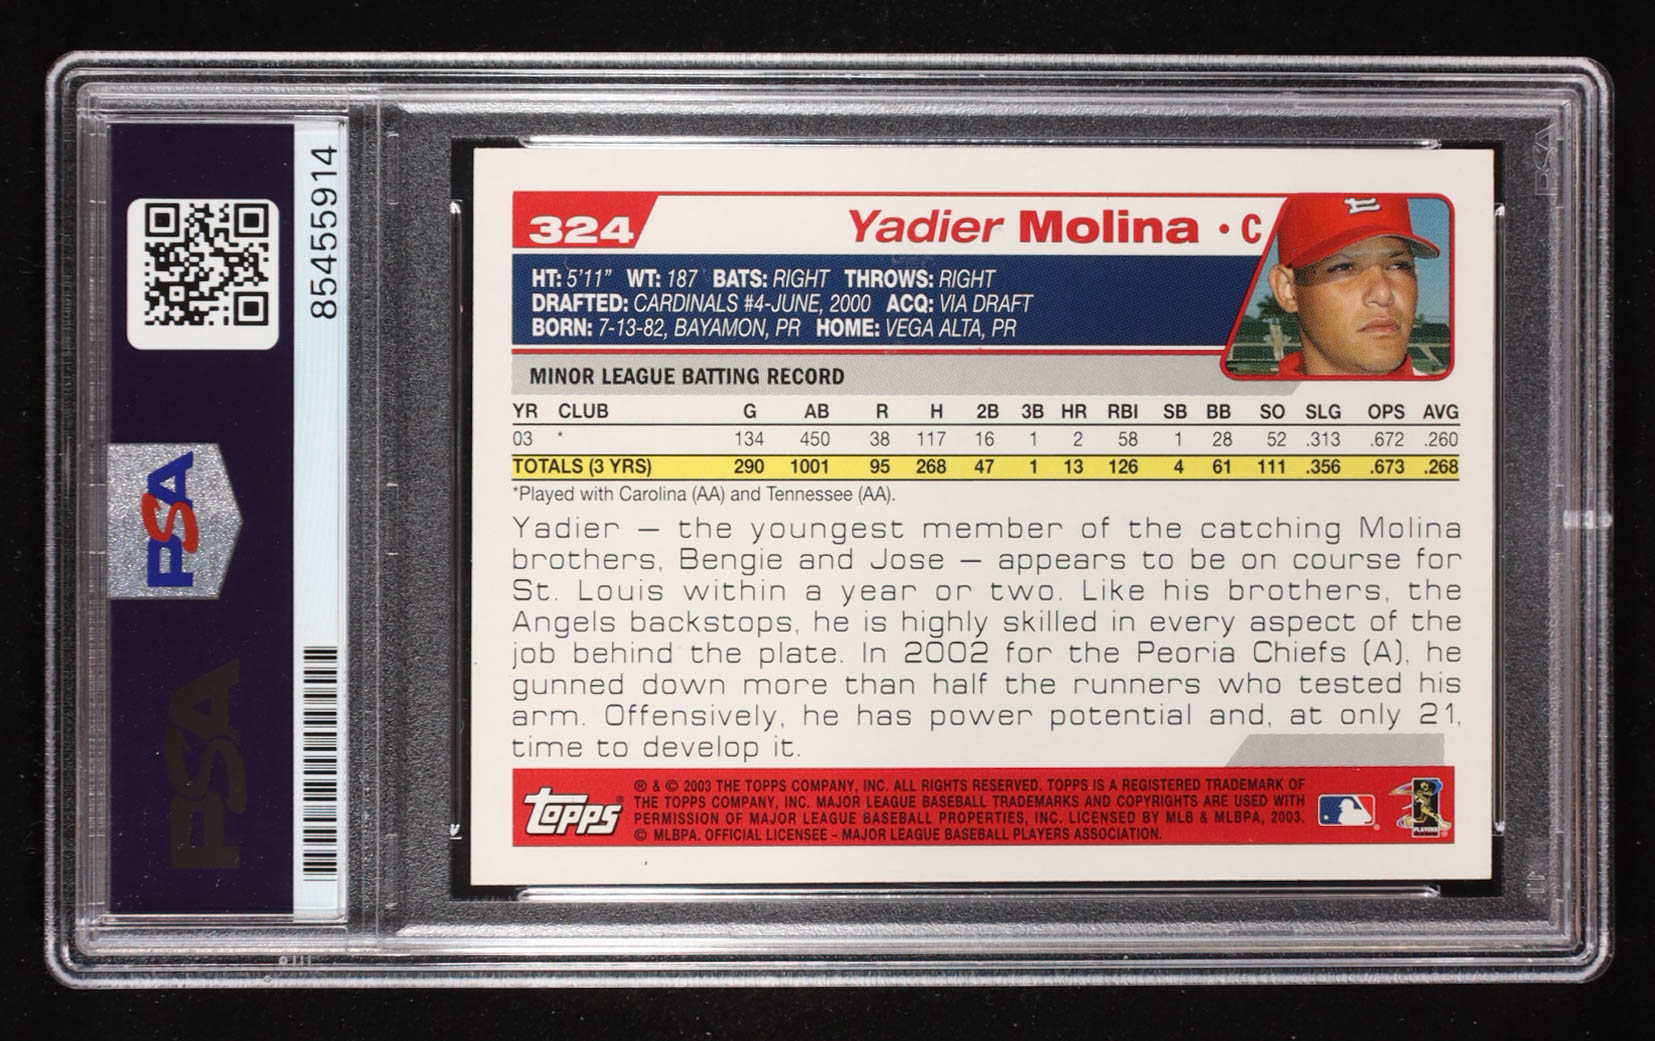 85455914
PSA
PSA
PSA
324 Yadier Molina • C
HT: 5'11" WT: 187 BATS: RIGHT THROWS: RIGHT
DRAFTED: CARDINALS #4-JUNE, 2000 ACQ: VIA DRAFT
BORN: 7-13-82, BAYAMON, PR HOME: VEGA ALTA, PR
MINOR LEAGUE BATTING RECORD
YR CLUB G AB R H 2B 3B HR RBI SB BB SO SLG OPS AVG
03 * 134 450 38 117 16 1 2 58 1 28 52 .313 .672 .260
TOTALS (3 YRS) 290 1001 95 268 47 1 13 126 4 61 111 .356 .673 .268
*Played with Carolina (AA) and Tennessee (AA).
Yadier — the youngest member of the catching Molina
brothers, Bengie and Jose — appears to be on course for
St. Louis within a year or two. Like his brothers, the
Angels backstops, he is highly skilled in every aspect of the
job behind the plate. In 2002 for the Peoria Chiefs (A), he
gunned down more than half the runners who tested his
arm. Offensively, he has power potential and, at only 21,
time to develop it.
topps®
® & © 2003 THE TOPPS COMPANY, INC. ALL RIGHTS RESERVED. TOPPS IS A REGISTERED TRADEMARK OF
THE TOPPS COMPANY, INC. MAJOR LEAGUE BASEBALL TRADEMARKS AND COPYRIGHTS ARE USED WITH
PERMISSION OF MAJOR LEAGUE BASEBALL PROPERTIES, INC. LICENSED BY MLB & MLBPA, 2003.
© MLBPA. OFFICIAL LICENSEE - MAJOR LEAGUE BASEBALL PLAYERS ASSOCIATION.
PLAYERS